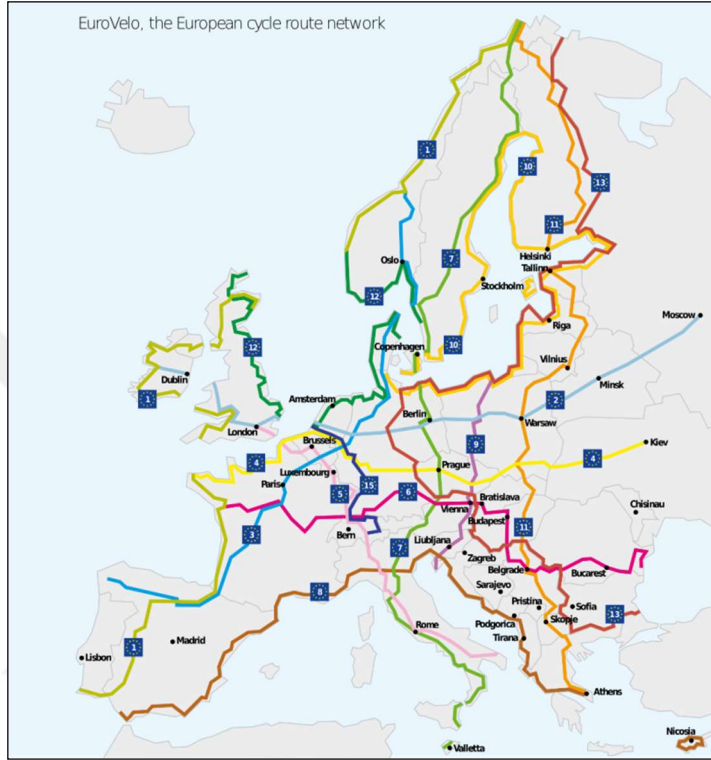 EuroVelo, the European cycle route network
1
10
13
11
7
Oslo
Helsinki
Tallinn
12
Stockholm
Moscow
Riga
12
10
Copenhagen
Vilnius
Dublin
Minsk
1
Amsterdam
2
Berlin
Warsaw
London
Brussels
9
Kiev
4
4
Luxembourg
Prague
Paris
15
5
6
Bratislava
Vienna
Chisinau
Budapest
3
11
Bern
Liubljana
7
Zagreb
Belgrade
Bucarest
Sarajevo
8
Pristina
Sofia
13
Podgorica
Skopje
Rome
Tirana
Madrid
1
Lisbon
Athens
Nicosia
Valletta